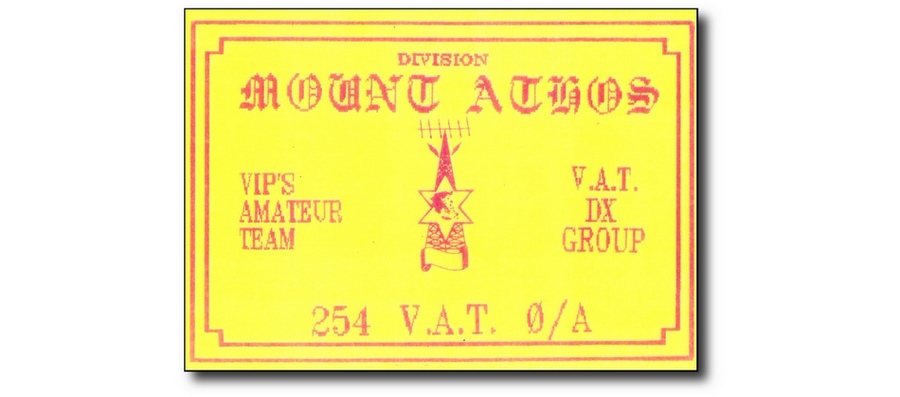 DIVISION
MOUNT ATHOS
VIP'S
AMATEUR
TEAM
V.A.T.
DX
GROUP
254 V.A.T. Ø/A